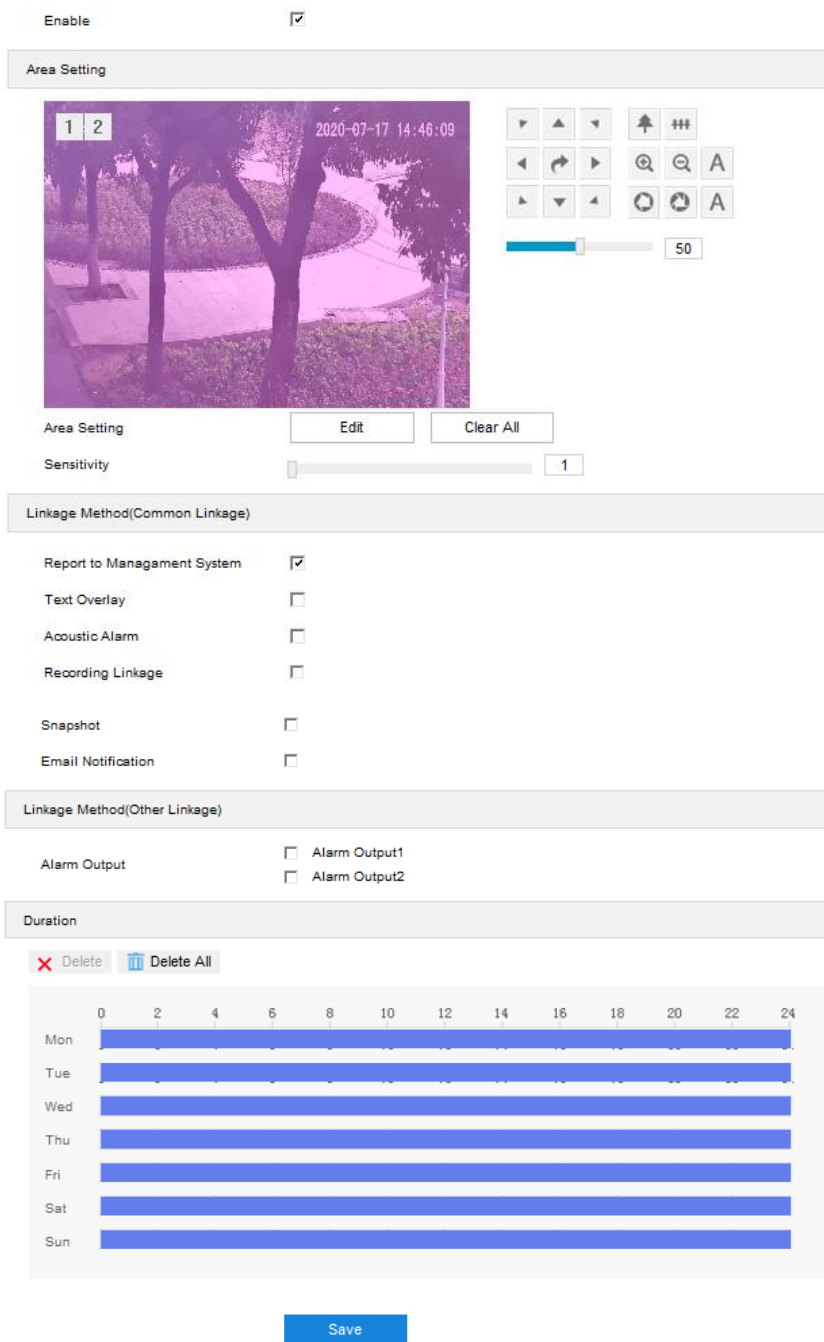 Enable
Area Setting
1 2
2020-07-17 14:46:09
A
A
50
Area Setting Edit Clear All
Sensitivity 1
Linkage Method(Common Linkage)
Report to Managament System
Text Overlay
Acoustic Alarm
Recording Linkage
Snapshot
Email Notification
Linkage Method(Other Linkage)
Alarm Output1
Alarm Output
Alarm Output2
Duration
Delete Delete All
0 2 4 6 8 10 12 14 16 18 20 22 24
Mon
Tue
Wed
Thu
Fri
Sat
Sun
Save